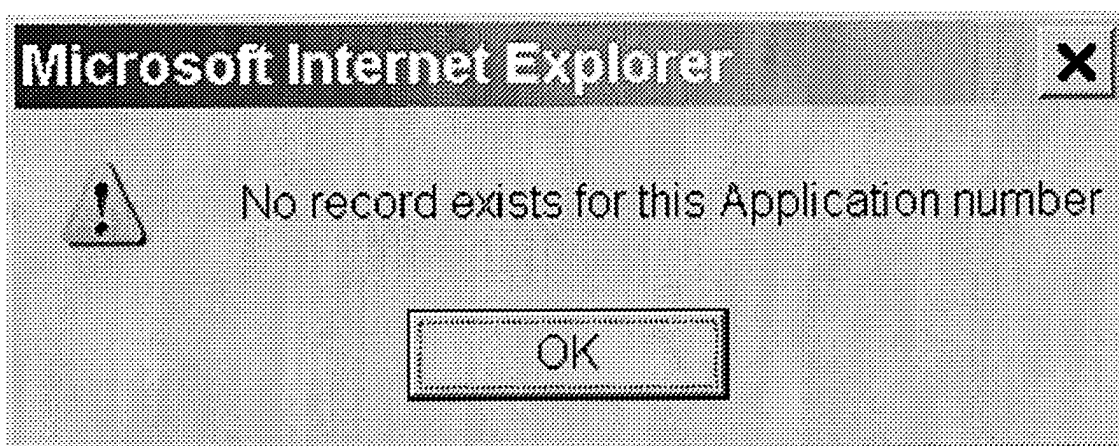 Microsoft Internet Explorer
No record exists for this Application number
OK